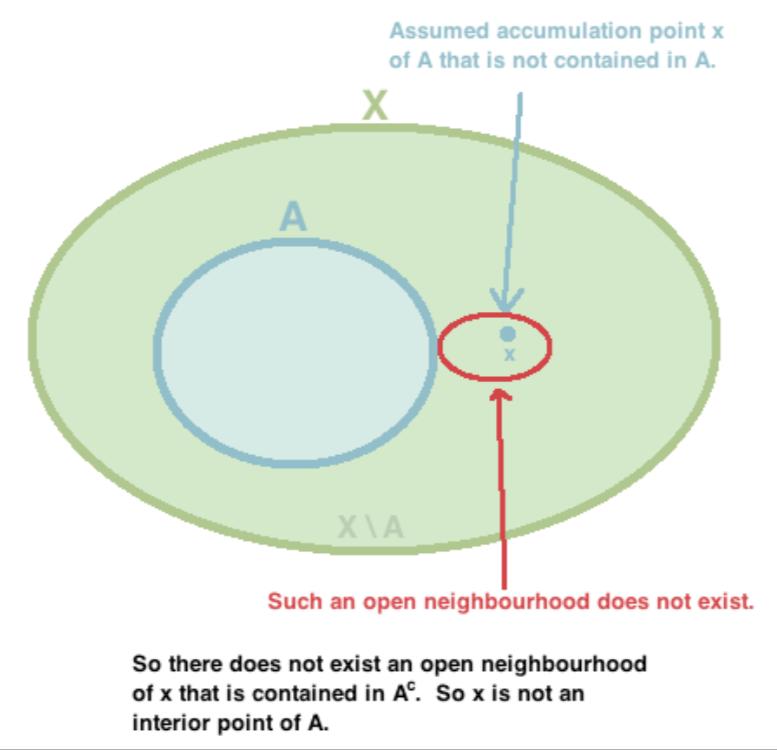 Assumed accumulation point x
of A that is not contained in A.
X
A
x
X \ A
Such an open neighbourhood does not exist.
So there does not exist an open neighbourhood
of x that is contained in Aᶜ. So x is not an
interior point of A.